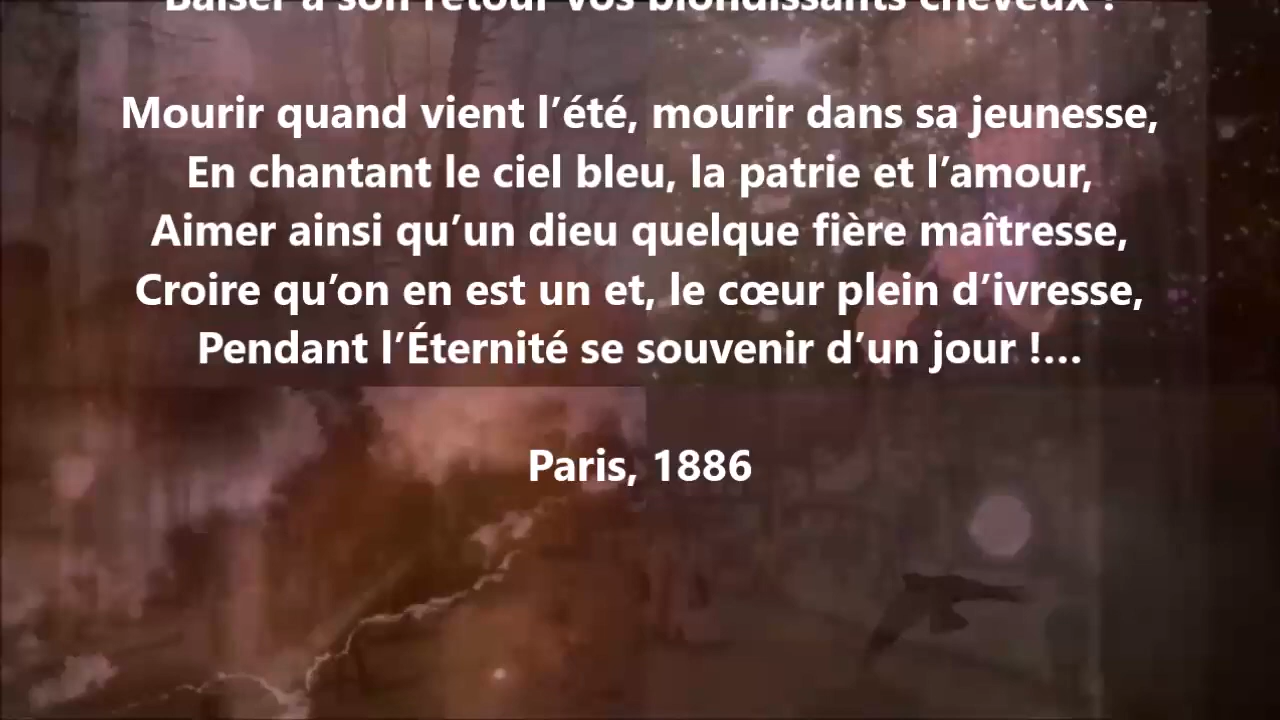 Baiser à son retour vos blondissants cheveux !
Mourir quand vient l’été, mourir dans sa jeunesse,
En chantant le ciel bleu, la patrie et l’amour,
Aimer ainsi qu’un dieu quelque fière maîtresse,
Croire qu’on en est un et, le cœur plein d’ivresse,
Pendant l’Éternité se souvenir d’un jour !…
Paris, 1886